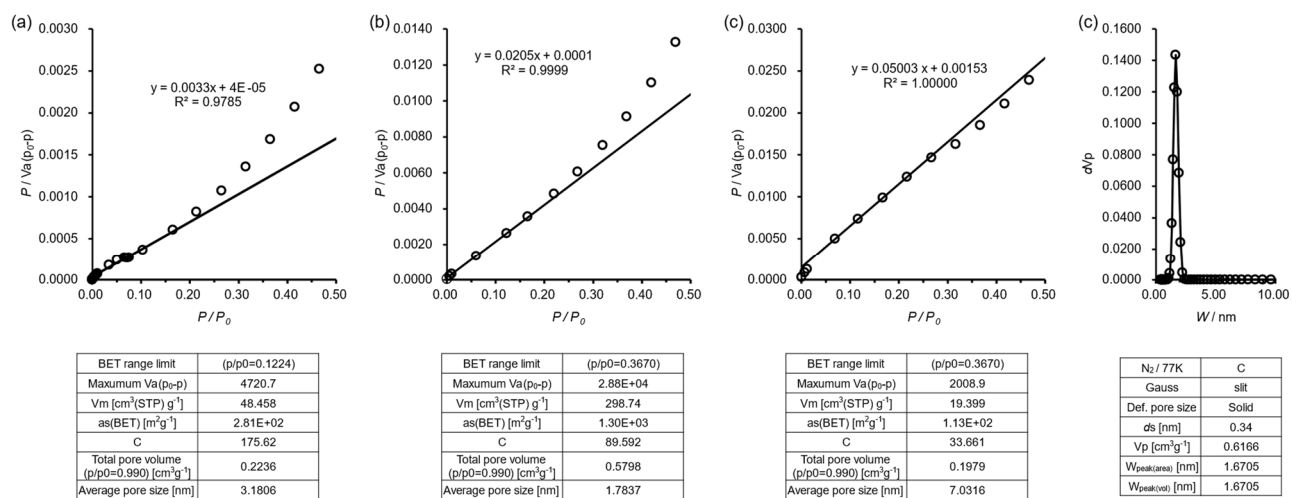 (a)
0.0030
0.0025
0.0020
0.0015
0.0010
0.0005
0.0000
P / Va(p₀-p)
y = 0.0033x + 4E-05
R² = 0.9785
0.00 0.10 0.20 0.30 0.40 0.50
P / P₀
(b)
0.0140
0.0120
0.0100
0.0080
0.0060
0.0040
0.0020
0.0000
P / Va(p₀-p)
y = 0.0205x + 0.0001
R² = 0.9999
0.00 0.10 0.20 0.30 0.40 0.50
P / P₀
(c)
0.0300
0.0250
0.0200
0.0150
0.0100
0.0050
0.0000
P / Va(p₀-p)
y = 0.05003 x + 0.00153
R² = 1.00000
0.00 0.10 0.20 0.30 0.40 0.50
P / P₀
(c)
0.1600
0.1400
0.1200
0.1000
0.0800
0.0600
0.0400
0.0200
0.0000
dVp
0.00 5.00 10.00
W / nm
BET range limit (p/p0=0.1224)
Maxumum Va(p₀-p) 4720.7
Vm [cm³(STP) g⁻¹] 48.458
as(BET) [m²g⁻¹] 2.81E+02
C 175.62
Total pore volume
(p/p0=0.990) [cm³g⁻¹] 0.2236
Average pore size [nm] 3.1806
BET range limit (p/p0=0.3670)
Maxumum Va(p₀-p) 2.88E+04
Vm [cm³(STP) g⁻¹] 298.74
as(BET) [m²g⁻¹] 1.30E+03
C 89.592
Total pore volume
(p/p0=0.990) [cm³g⁻¹] 0.5798
Average pore size [nm] 1.7837
BET range limit (p/p0=0.3670)
Maxumum Va(p₀-p) 2008.9
Vm [cm³(STP) g⁻¹] 19.399
as(BET) [m²g⁻¹] 1.13E+02
C 33.661
Total pore volume
(p/p0=0.990) [cm³g⁻¹] 0.1979
Average pore size [nm] 7.0316
N₂ / 77K C
Gauss slit
Def. pore size Solid
ds [nm] 0.34
Vp [cm³g⁻¹] 0.6166
Wpeak(area) [nm] 1.6705
Wpeak(vol) [nm] 1.6705